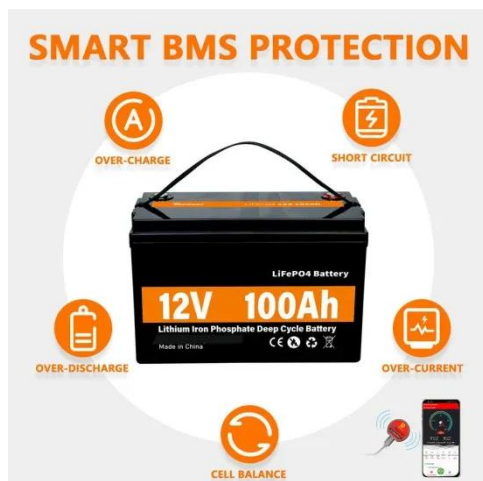 SMART BMS PROTECTION
OVER-CHARGE
SHORT CIRCUIT
LiFePO4 Battery
12V 100Ah
Lithium Iron Phosphate Deep Cycle Battery
Made in China
OVER-DISCHARGE
OVER-CURRENT
CELL BALANCE